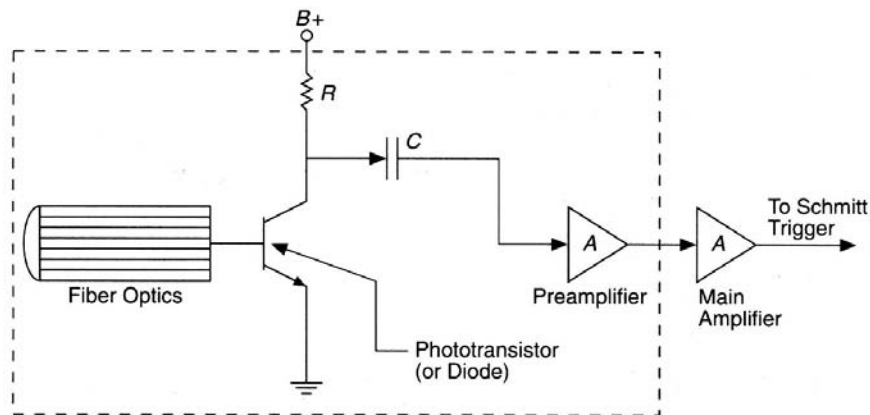 B+
R
C
To Schmitt
Trigger
A
A
Fiber Optics
Preamplifier
Main
Amplifier
Phototransistor
(or Diode)